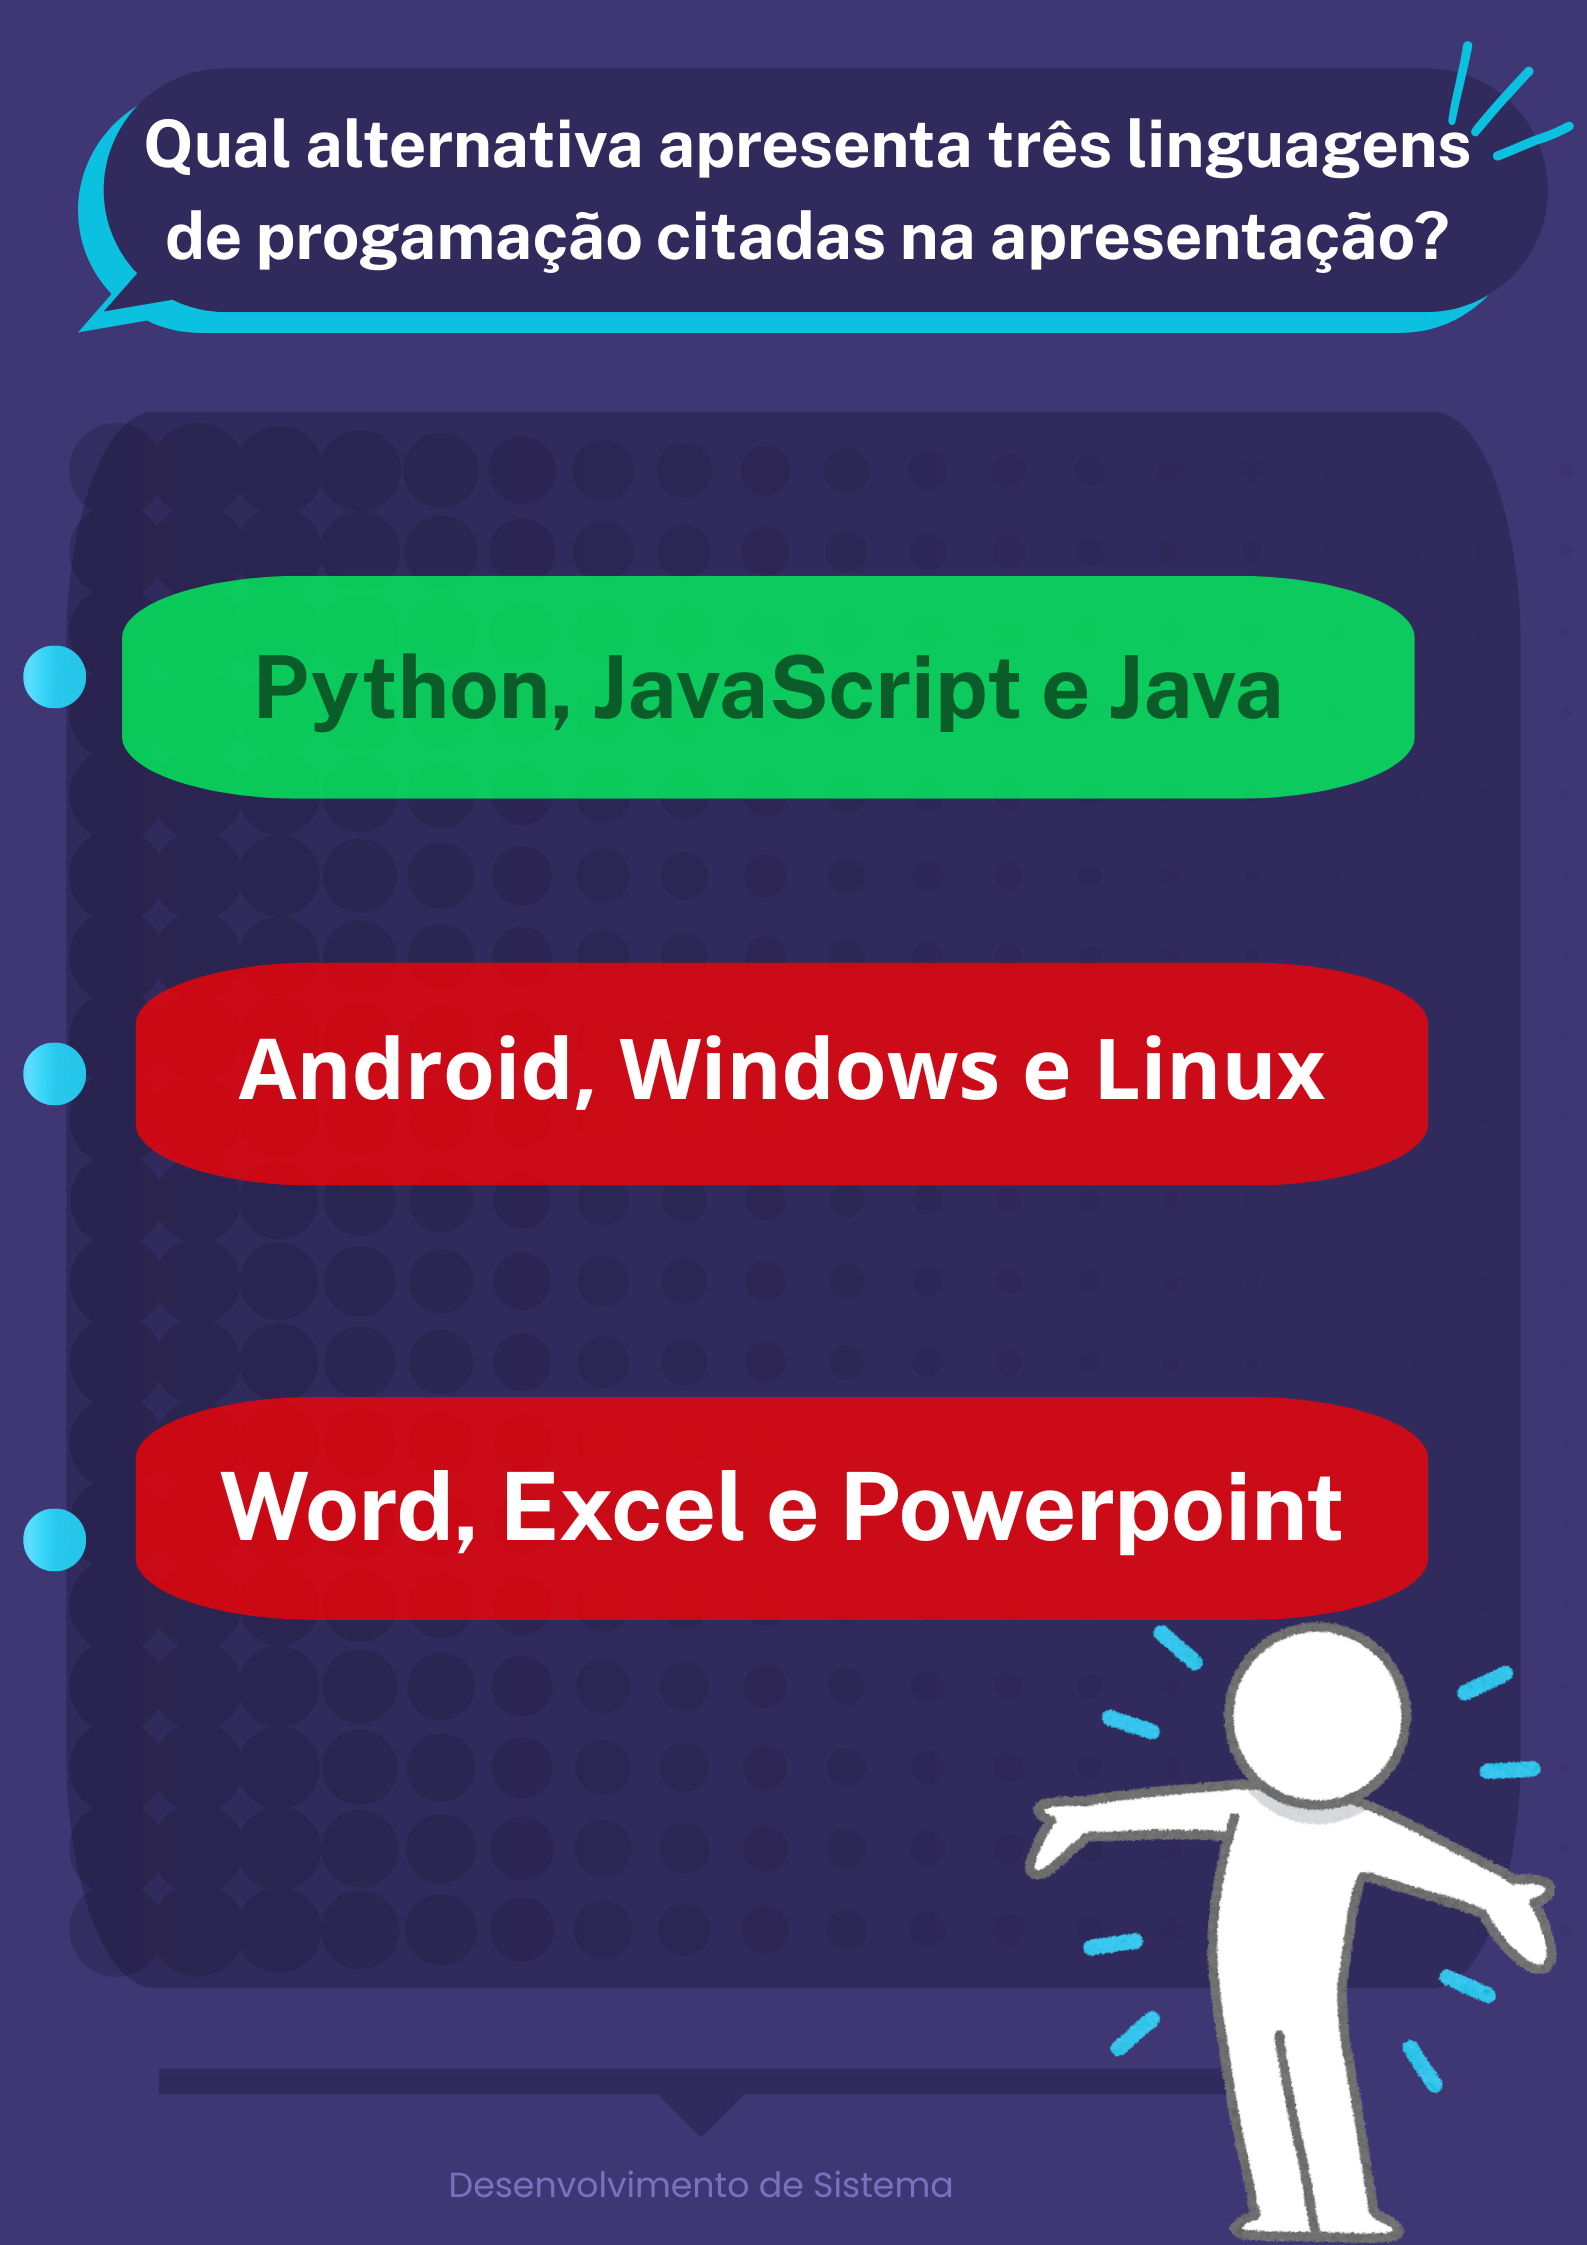 Qual alternativa apresenta três linguagens
de progamação citadas na apresentação?
Python, JavaScript e Java
Android, Windows e Linux
Word, Excel e Powerpoint
Desenvolvimento de Sistema